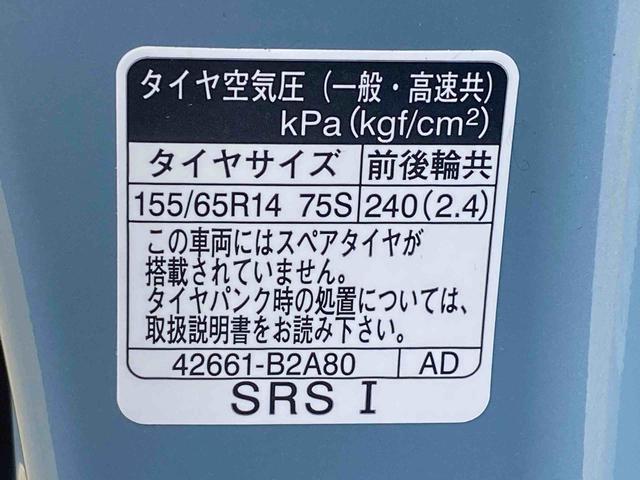 タイヤ空気圧（一般・高速共）
kPa(kgf/cm²)
タイヤサイズ 前後輪共
155/65R14 75S 240(2.4)
この車両にはスペアタイヤが
搭載されていません。
タイヤパンク時の処置については、
取扱説明書をお読み下さい。
42661-B2A80 AD
SRS I